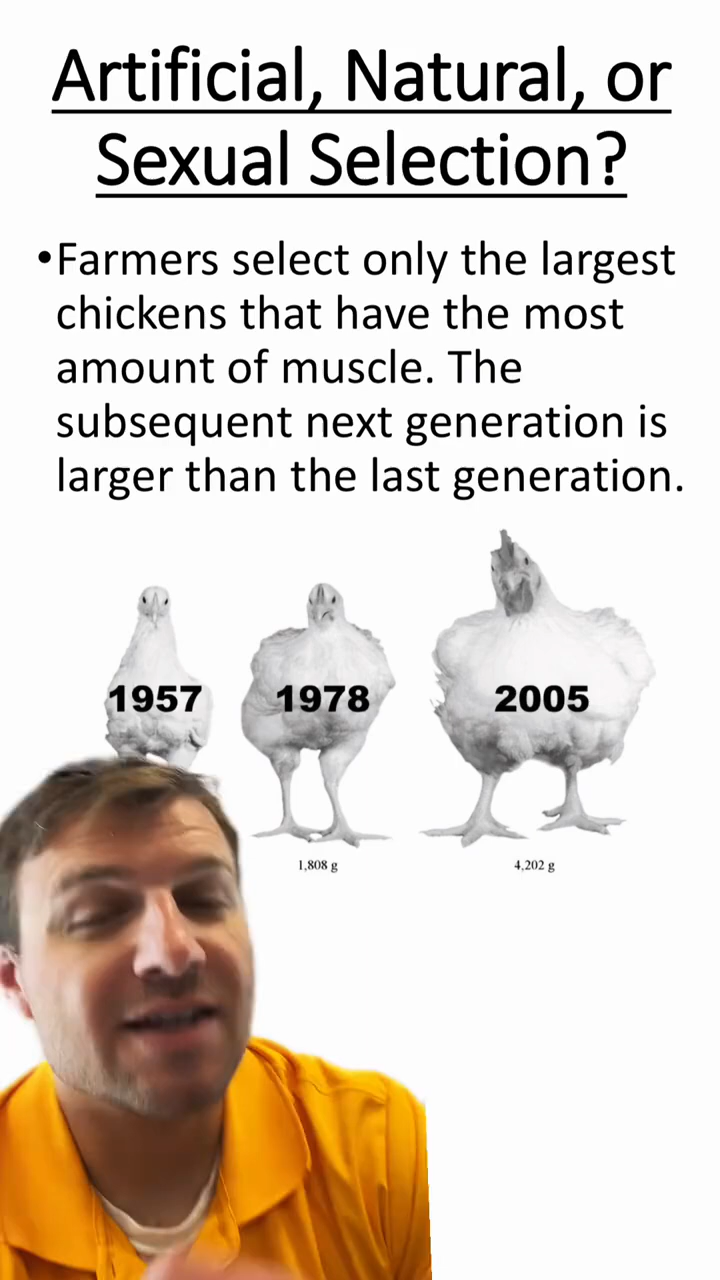 Artificial, Natural, or
Sexual Selection?
•Farmers select only the largest
chickens that have the most
amount of muscle. The
subsequent next generation is
larger than the last generation.
1957 1978 2005
1,808 g 4,202 g